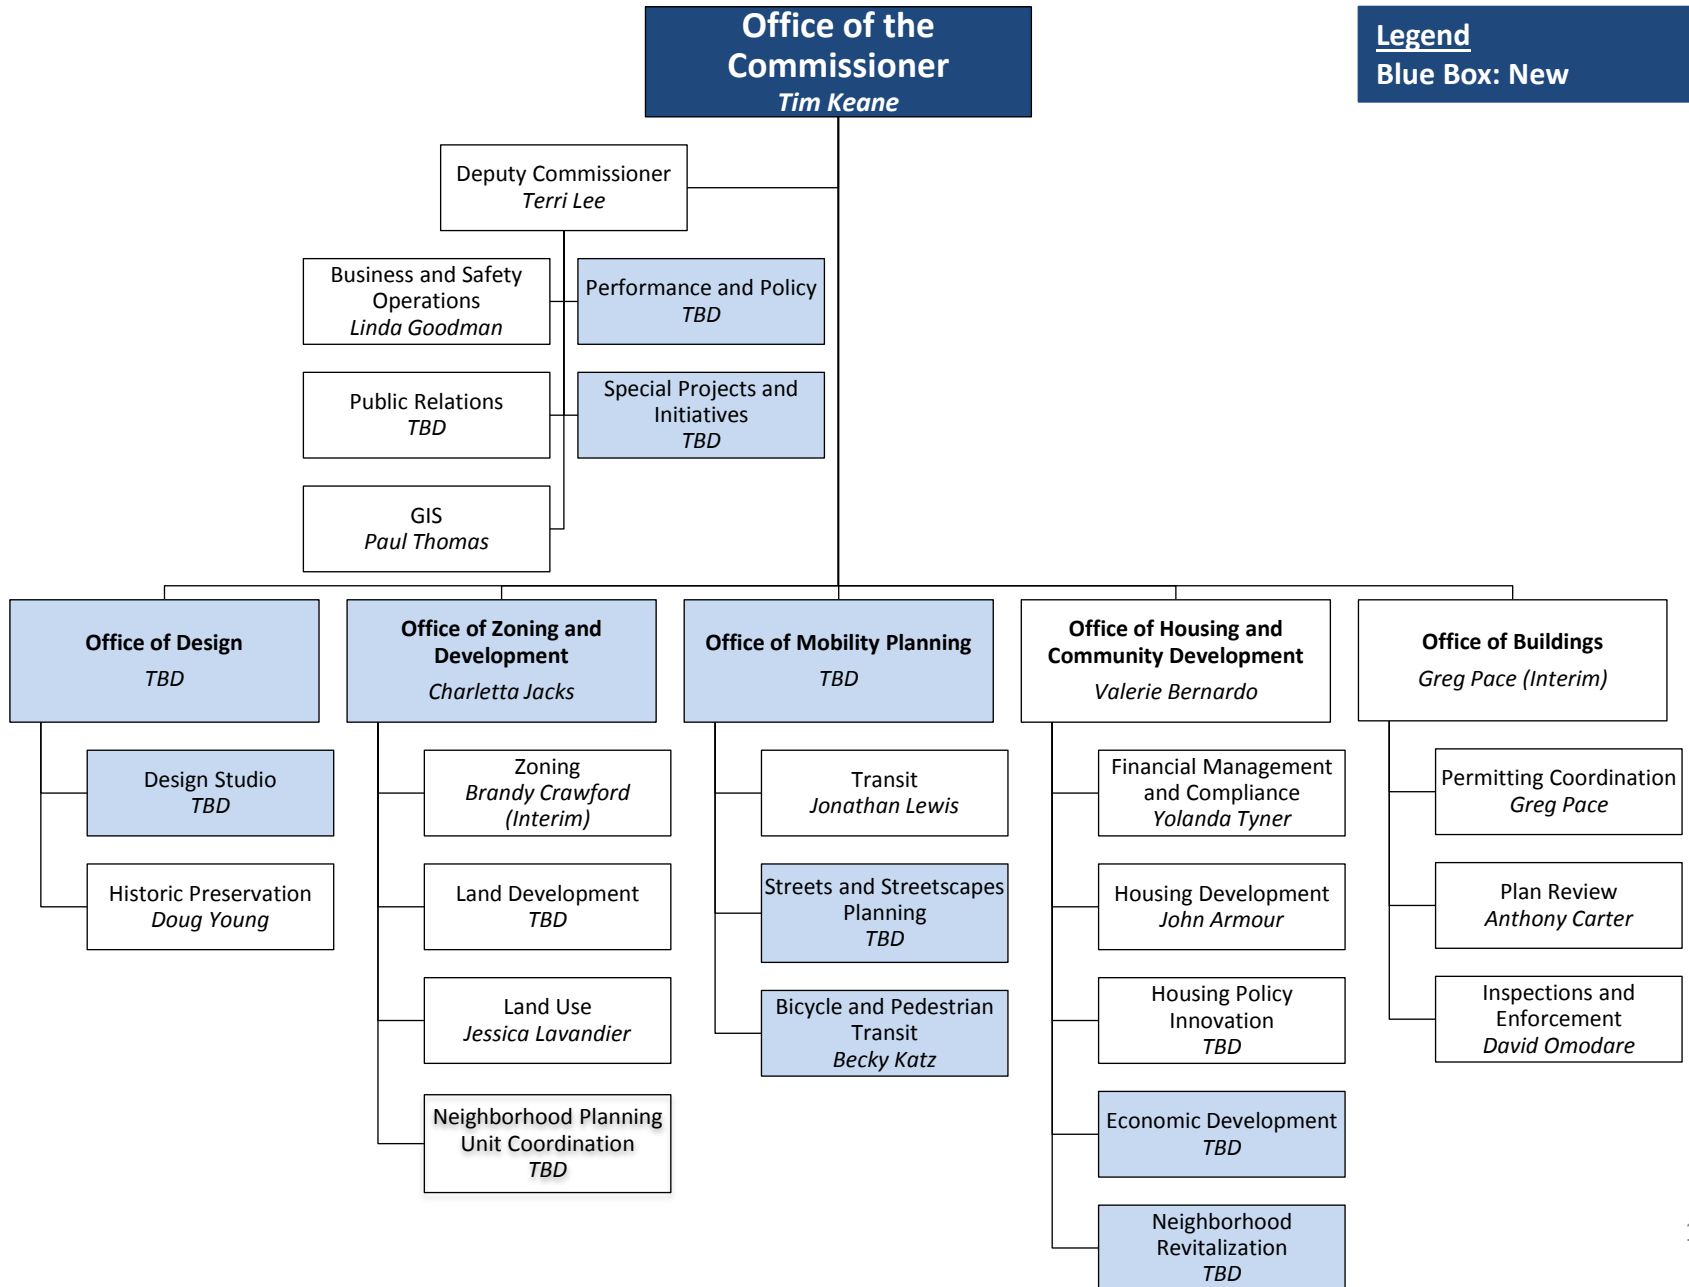 Office of the
Commissioner
Tim Keane
Legend
Blue Box: New
Deputy Commissioner
Terri Lee
Business and Safety
Operations
Linda Goodman
Performance and Policy
TBD
Public Relations
TBD
Special Projects and
Initiatives
TBD
GIS
Paul Thomas
Office of Design
TBD
Office of Zoning and
Development
Charletta Jacks
Office of Mobility Planning
TBD
Office of Housing and
Community Development
Valerie Bernardo
Office of Buildings
Greg Pace (Interim)
Design Studio
TBD
Historic Preservation
Doug Young
Zoning
Brandy Crawford
(Interim)
Land Development
TBD
Land Use
Jessica Lavandier
Neighborhood Planning
Unit Coordination
TBD
Transit
Jonathan Lewis
Streets and Streetscapes
Planning
TBD
Bicycle and Pedestrian
Transit
Becky Katz
Financial Management
and Compliance
Yolanda Tyner
Housing Development
John Armour
Housing Policy
Innovation
TBD
Economic Development
TBD
Neighborhood
Revitalization
TBD
Permitting Coordination
Greg Pace
Plan Review
Anthony Carter
Inspections and
Enforcement
David Omodare